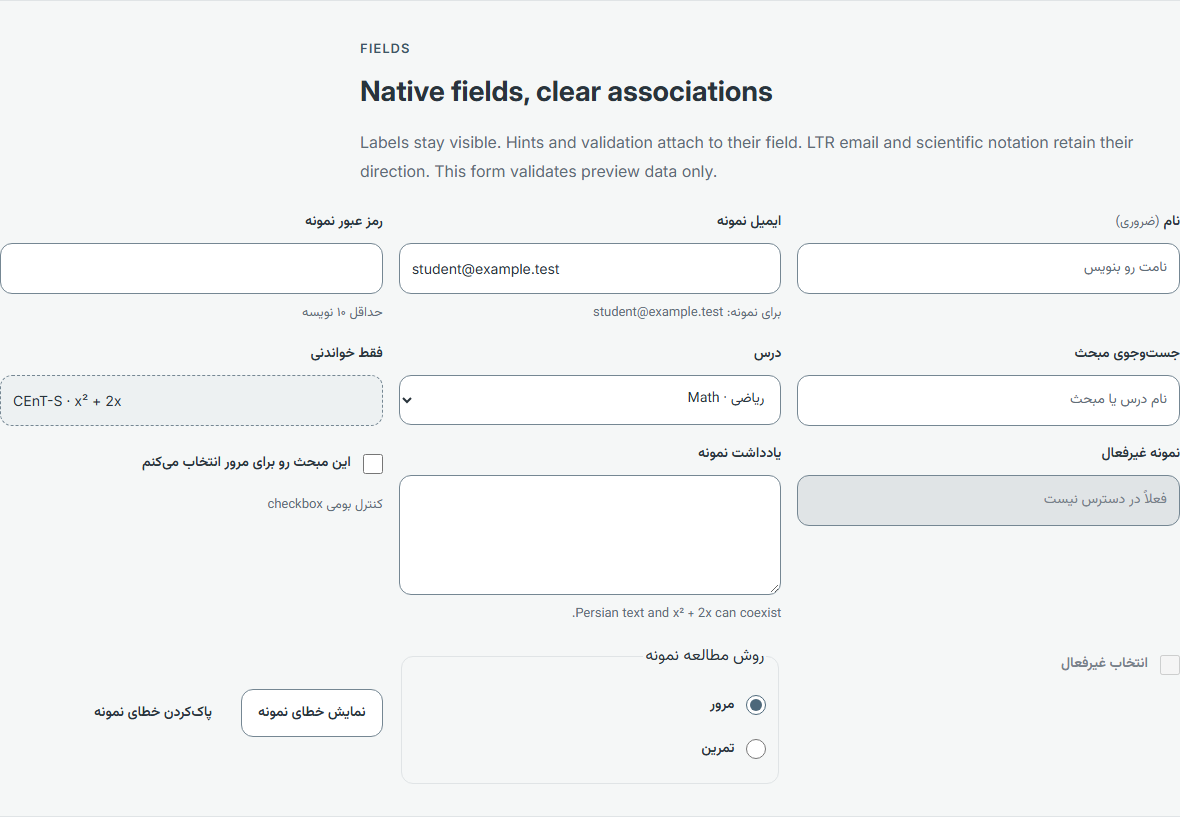 FIELDS
Native fields, clear associations
Labels stay visible. Hints and validation attach to their field. LTR email and scientific notation retain their
direction. This form validates preview data only.
نام (ضروری)
نامت رو بنویس
ایمیل نمونه
student@example.test
برای نمونه: student@example.test
رمز عبور نمونه
حداقل ۱۰ نویسه
جست‌وجوی مبحث
نام درس یا مبحث
درس
ریاضی · Math
فقط خواندنی
CEnT-S · x² + 2x
نمونه غیرفعال
فعلاً در دسترس نیست
یادداشت نمونه
Persian text and x² + 2x can coexist.
این مبحث رو برای مرور انتخاب می‌کنم
کنترل بومی checkbox
انتخاب غیرفعال
روش مطالعه نمونه
مرور
تمرین
نمایش خطای نمونه
پاک‌کردن خطای نمونه